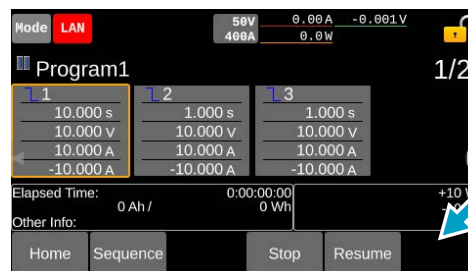 Mode LAN 50V 400A 0.00A -0.001V 0.0W
Program1 1/2
1 2 3
10.000 s 1.000 s 1.000 s
10.000 V 10.000 V 10.000 V
10.000 A 10.000 A 10.000 A
-10.000 A -10.000 A -10.000 A
Elapsed Time: 0:00:00:00 +10
0 Ah / 0 Wh
Other Info:
Home Sequence Stop Resume